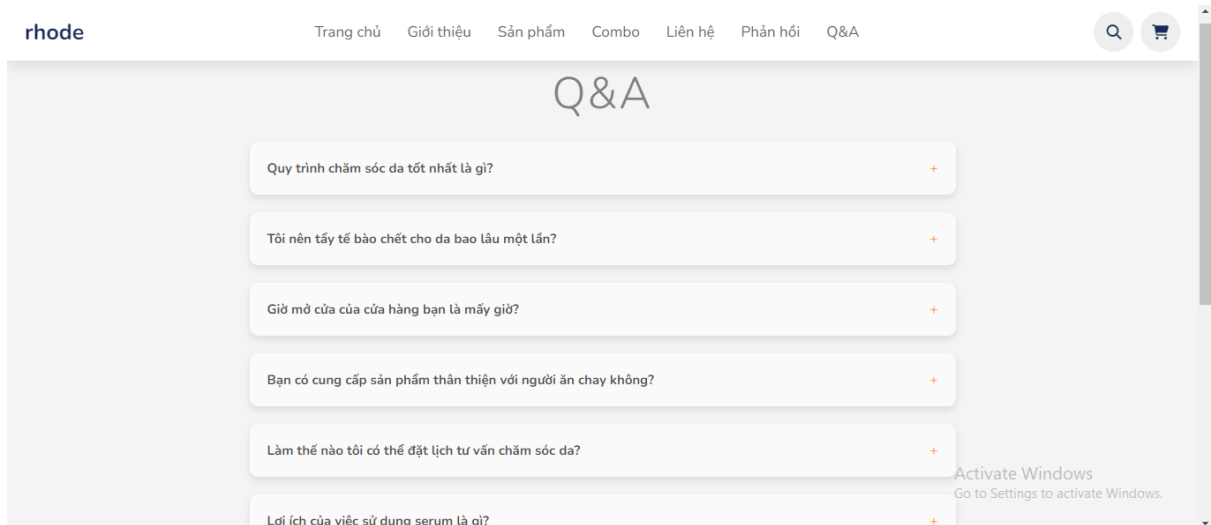 rhode
Trang chủ Giới thiệu Sản phẩm Combo Liên hệ Phản hồi Q&A
Q&A
Quy trình chăm sóc da tốt nhất là gì? +
Tôi nên tẩy tế bào chết cho da bao lâu một lần? +
Giờ mở cửa của cửa hàng bạn là mấy giờ? +
Bạn có cung cấp sản phẩm thân thiện với người ăn chay không? +
Làm thế nào tôi có thể đặt lịch tư vấn chăm sóc da? +
Activate Windows
Go to Settings to activate Windows.
Lợi ích của việc sử dụng serum là gì? +